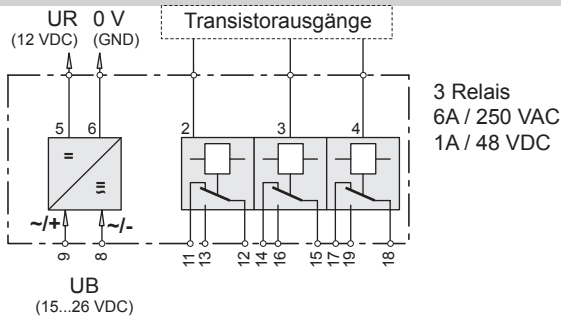 UR 0 V
(12 VDC) (GND)
Transistorausgänge
3 Relais
6A / 250 VAC
1A / 48 VDC
5 6 2 3 4
= ≂
~/+ ~/-
9 8 11 13 12 14 16 15 17 19 18
UB
(15...26 VDC)